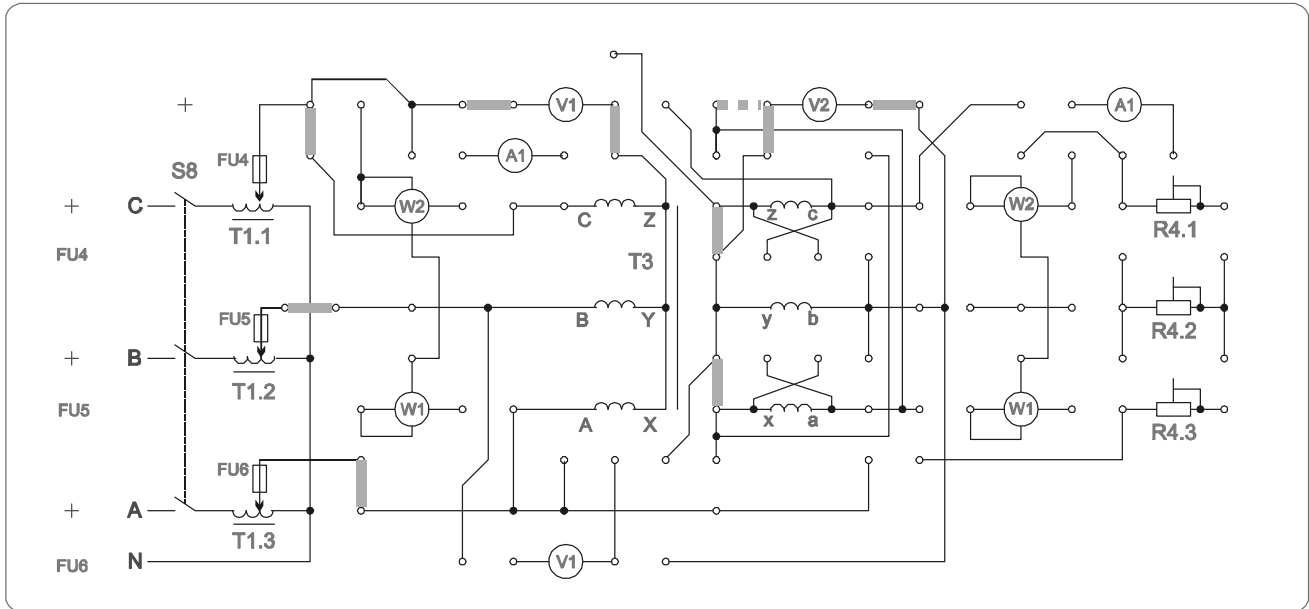 + V1 V2 A1
S8 FU4 A1
+ C T1.1 W2 C Z z c W2 R4.1
FU4 T3
FU5 B Y y b R4.2
+ B T1.2
FU5 W1 A X x a W1 R4.3
FU6
+ A T1.3
FU6 N V1